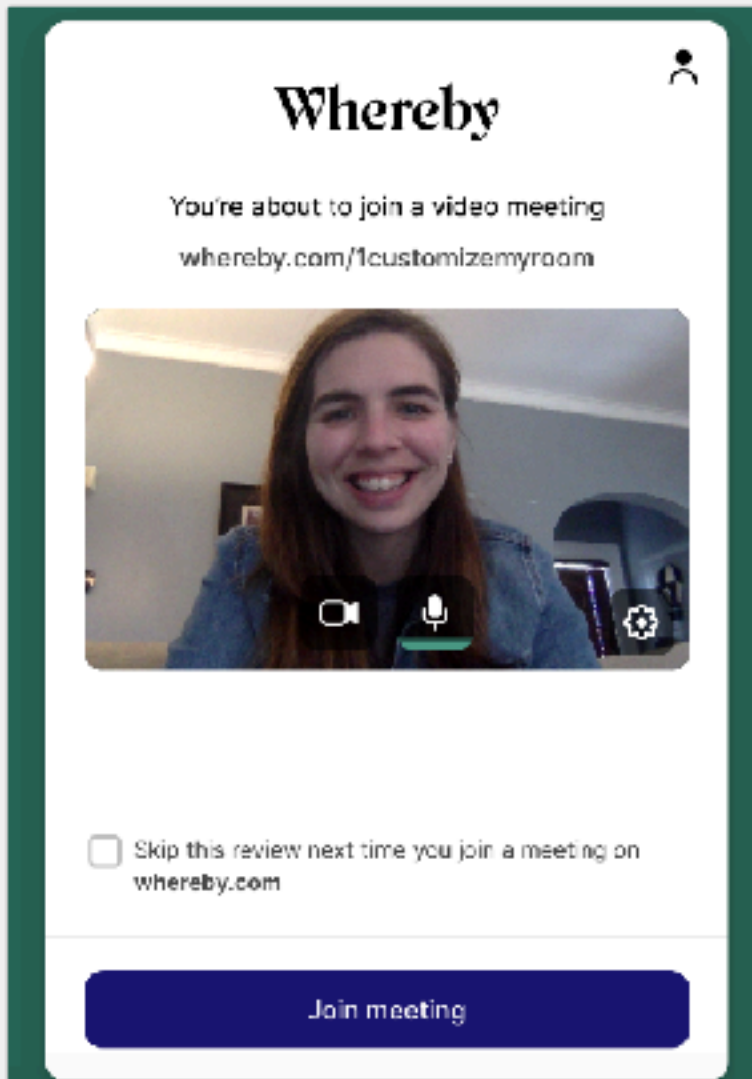 Whereby
You're about to join a video meeting
whereby.com/1customizemyroom
Skip this review next time you join a meeting on
whereby.com
Join meeting